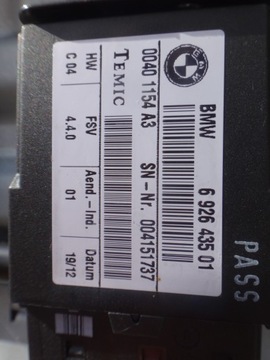 BMW 6 926 435 01
0040 1154 A3 SN-Nr. 004151737
TEMIC
HW FSV Aend.-Ind. Datum
C 04 4.4.0 01 19/12
PASS